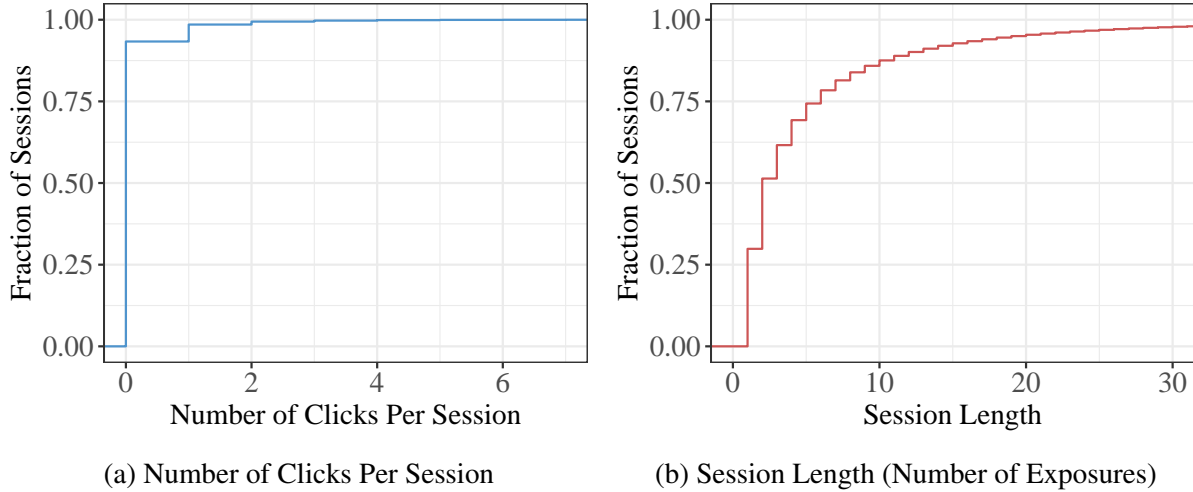 Fraction of Sessions
1.00
0.75
0.50
0.25
0.00
0 2 4 6
Number of Clicks Per Session
(a) Number of Clicks Per Session
Fraction of Sessions
1.00
0.75
0.50
0.25
0.00
0 10 20 30
Session Length
(b) Session Length (Number of Exposures)